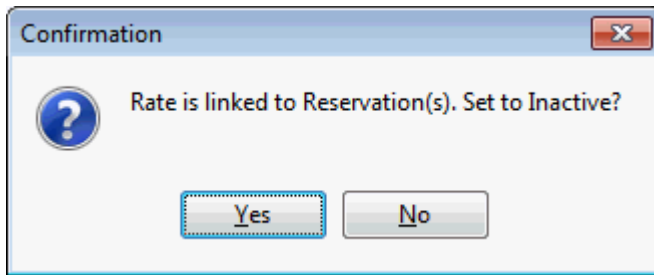 Confirmation
Rate is linked to Reservation(s). Set to Inactive?
Yes
No